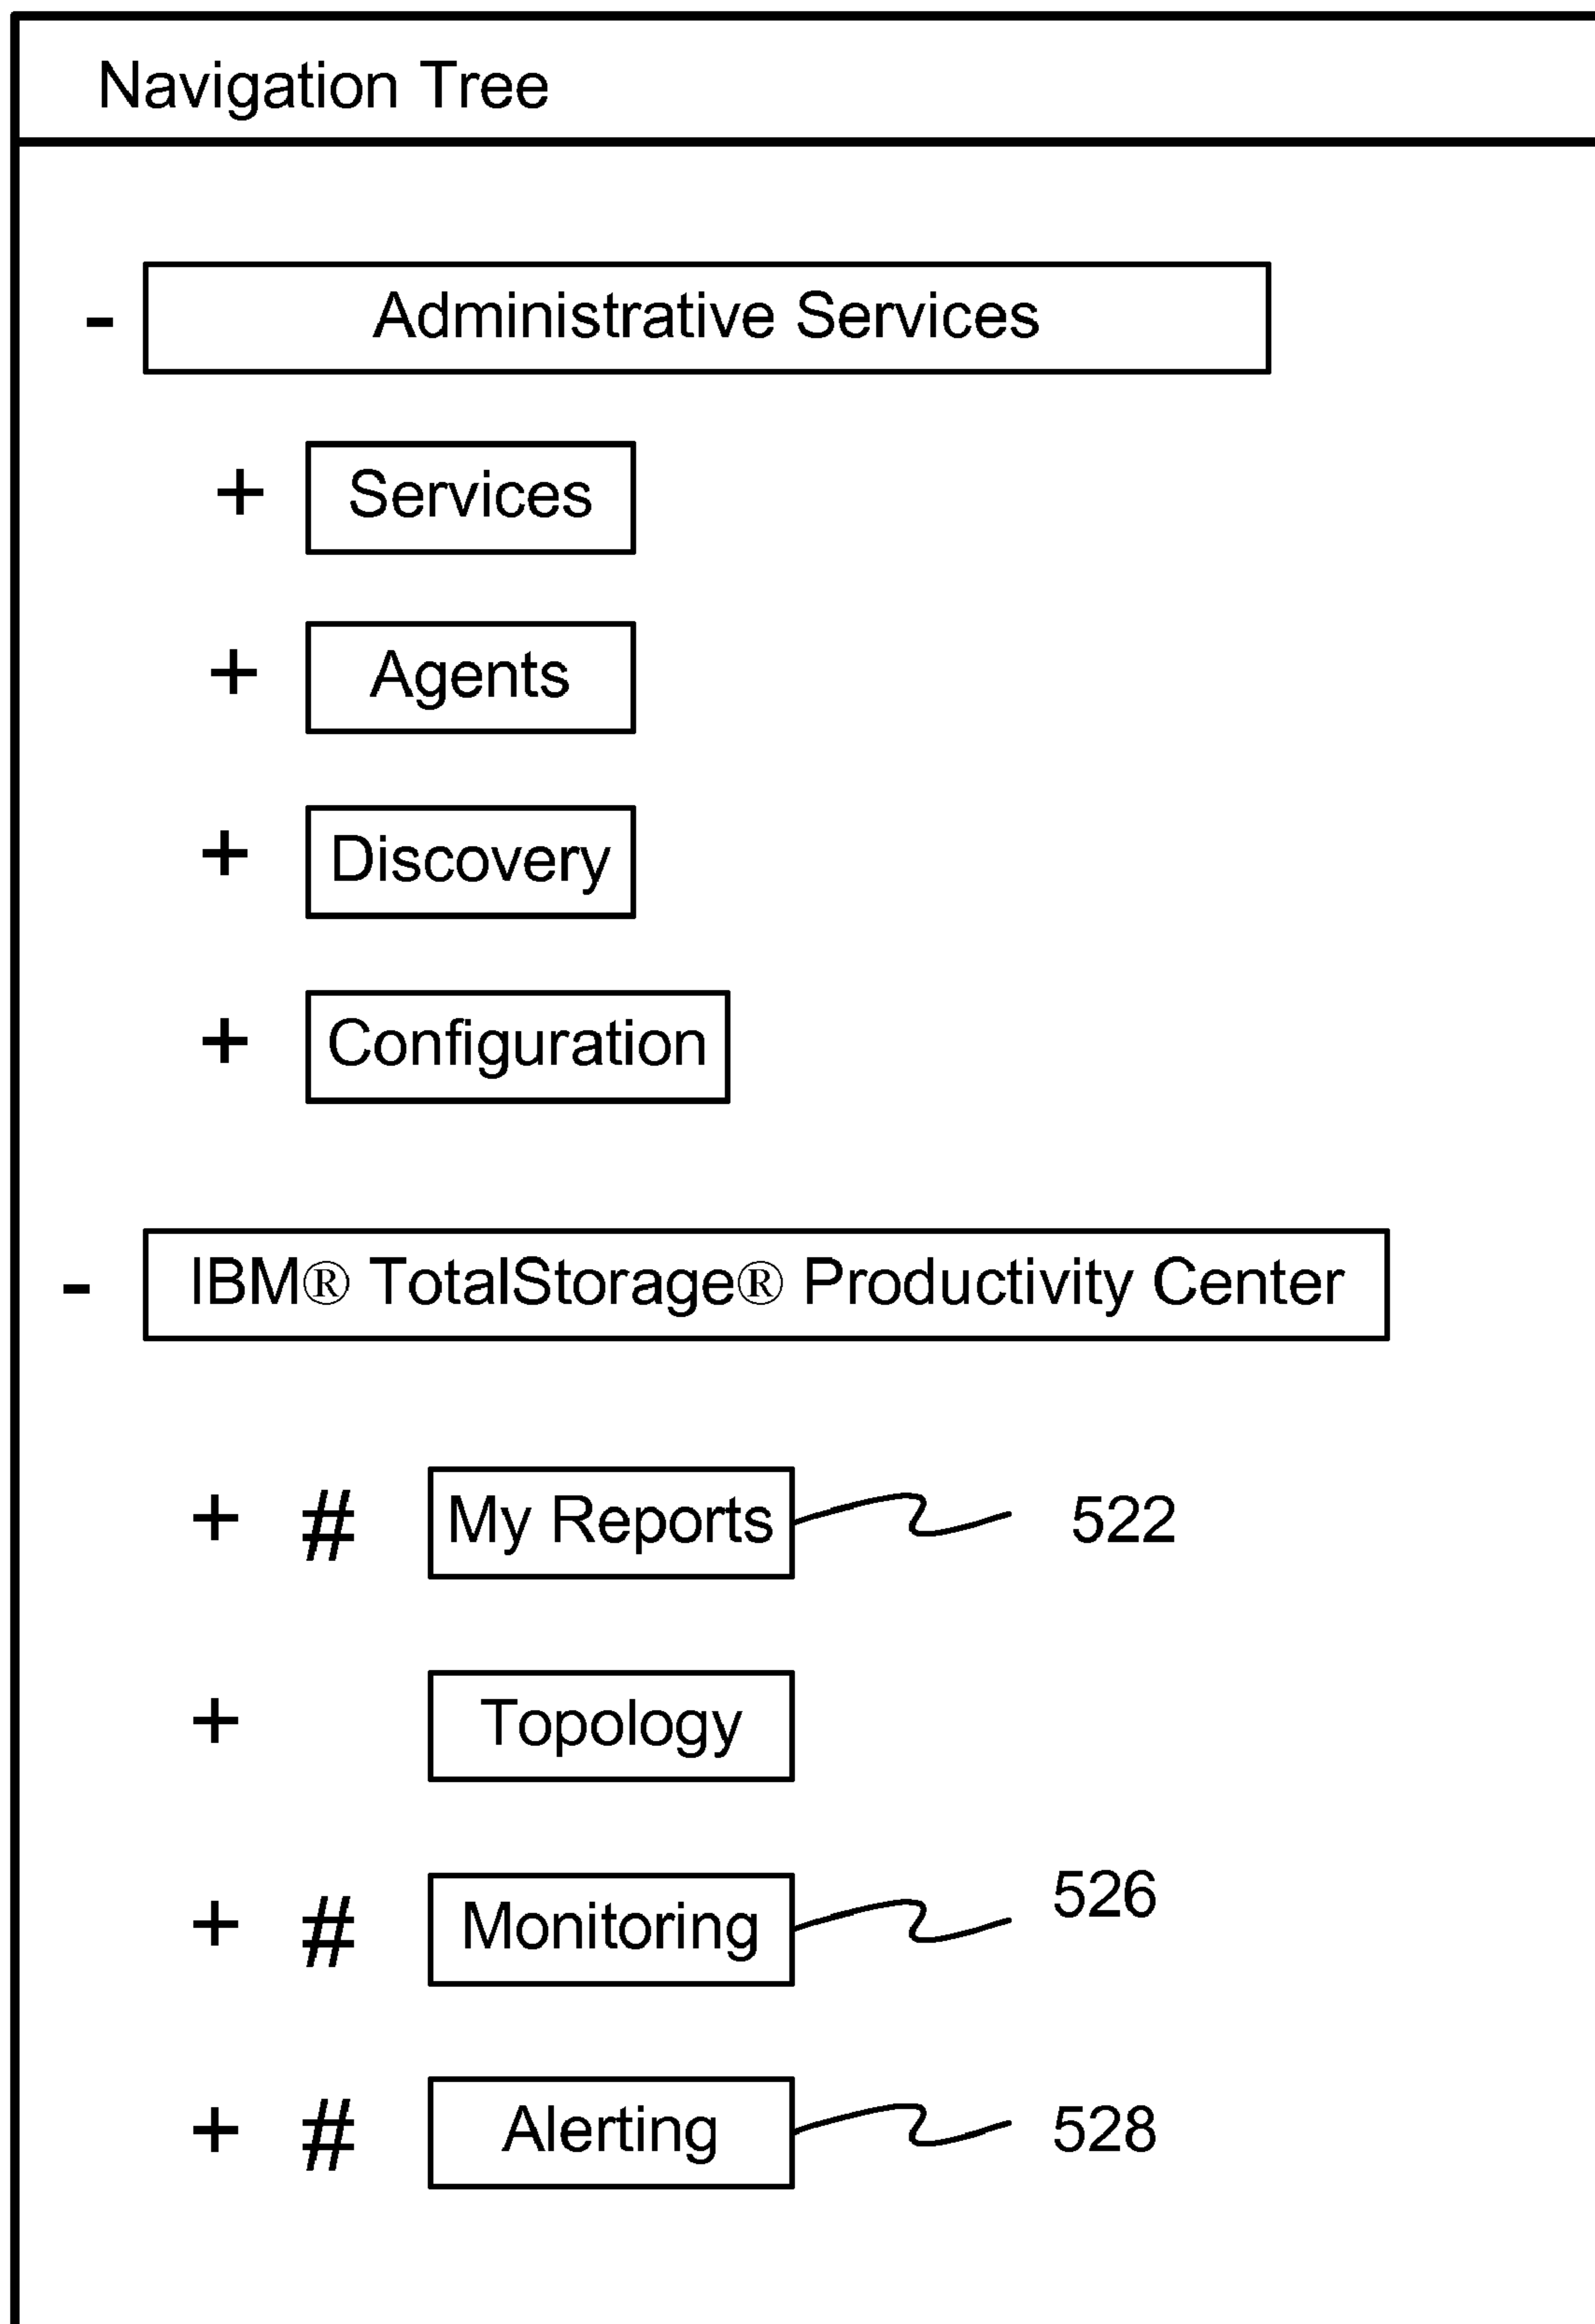 Navigation Tree
- Administrative Services
+ Services
+ Agents
+ Discovery
+ Configuration
- IBM® TotalStorage® Productivity Center
+ # My Reports 522
+ Topology
+ # Monitoring 526
+ # Alerting 528